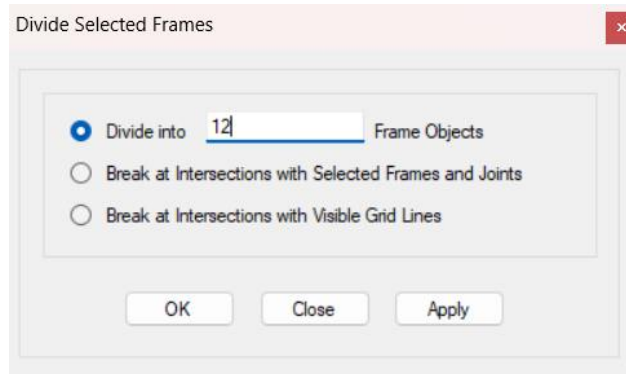 Divide Selected Frames
×
Divide into 12 Frame Objects
Break at Intersections with Selected Frames and Joints
Break at Intersections with Visible Grid Lines
OK Close Apply